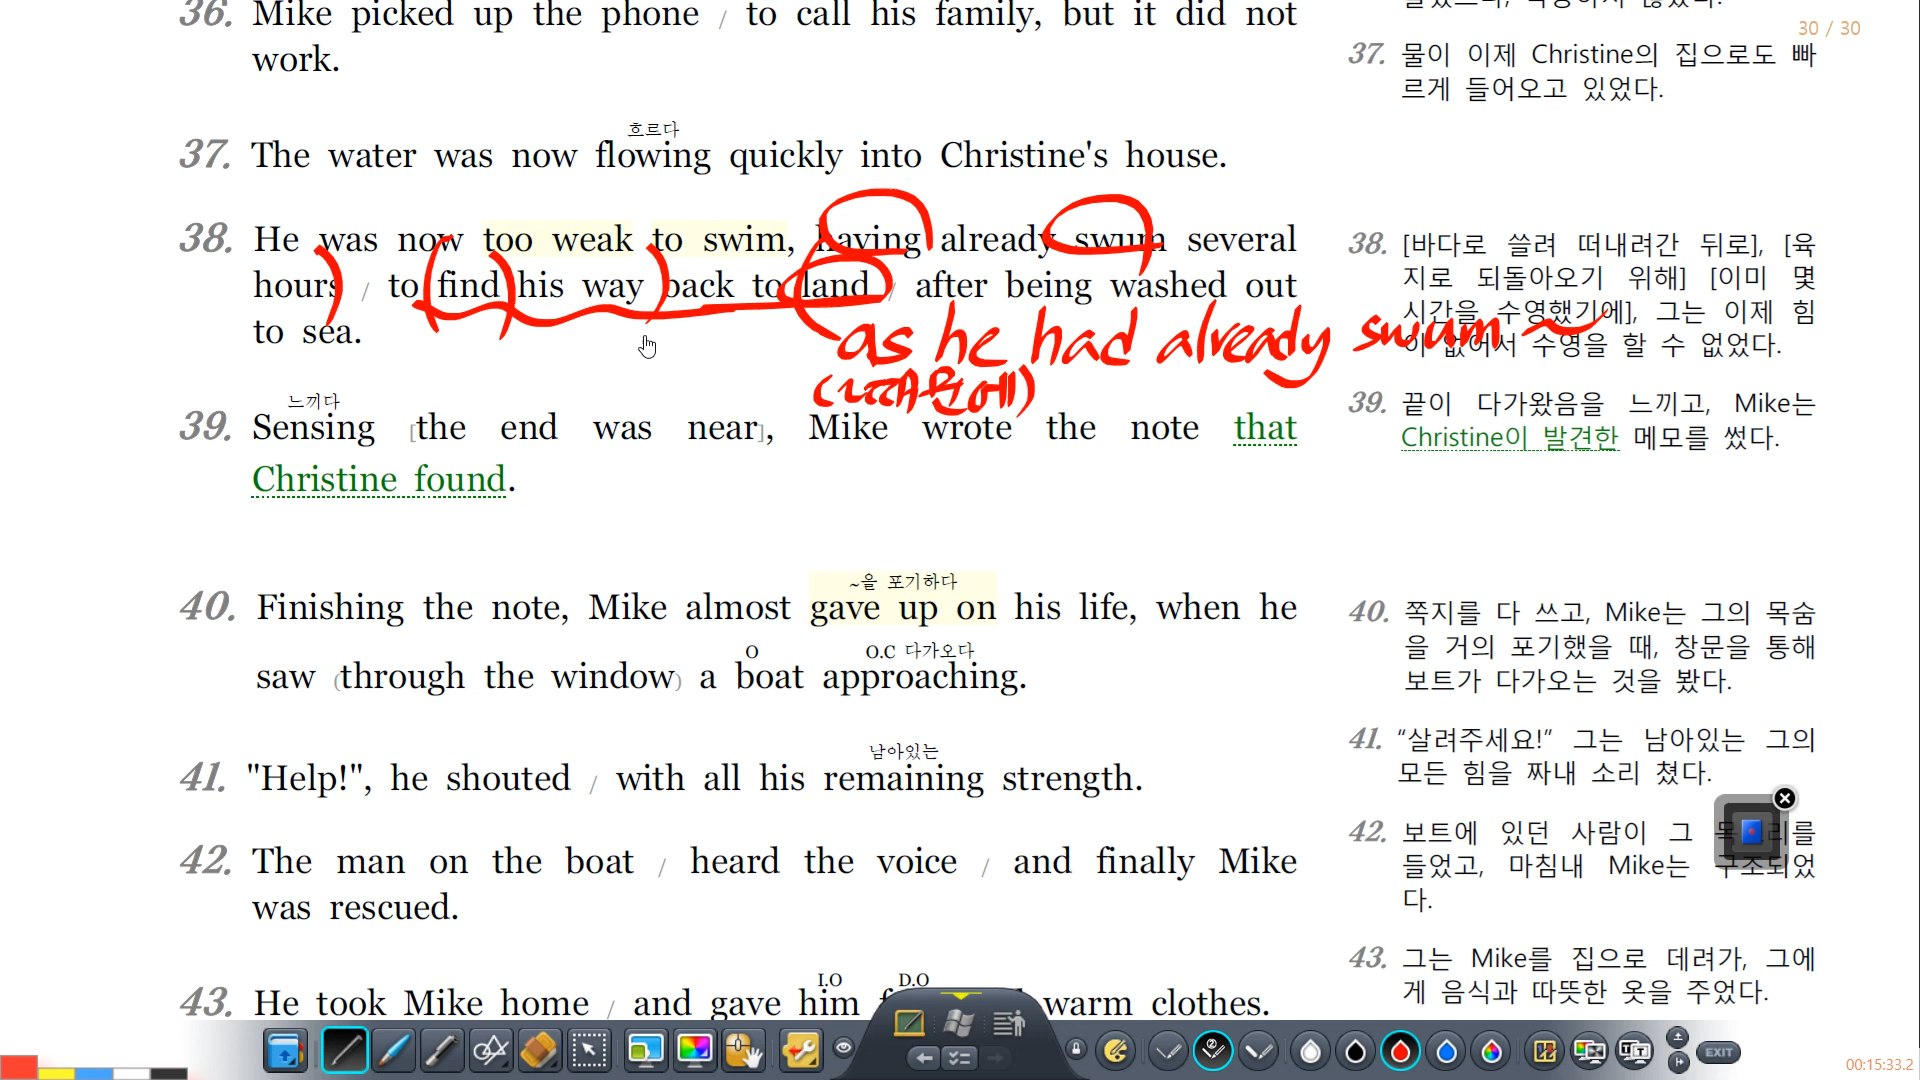 30 / 30
36. Mike picked up the phone / to call his family, but it did not
work.
흐르다
37. The water was now flowing quickly into Christine's house.
38. He was now too weak to swim, having already swum several
hours / to find his way back to land / after being washed out
to sea.
as he had already swum ~
(~때문에)
느끼다
39. Sensing [the end was near], Mike wrote the note that
Christine found.
~을 포기하다
40. Finishing the note, Mike almost gave up on his life, when he
O O.C 다가오다
saw (through the window) a boat approaching.
남아있는
41. "Help!", he shouted / with all his remaining strength.
42. The man on the boat / heard the voice / and finally Mike
was rescued.
I.O D.O
43. He took Mike home / and gave him warm clothes.
37. 물이 이제 Christine의 집으로도 빠
르게 들어오고 있었다.
38. [바다로 쓸려 떠내려간 뒤로], [육
지로 되돌아오기 위해] [이미 몇
시간을 수영했기에], 그는 이제 힘
이 없어서 수영을 할 수 없었다.
39. 끝이 다가왔음을 느끼고, Mike는
Christine이 발견한 메모를 썼다.
40. 쪽지를 다 쓰고, Mike는 그의 목숨
을 거의 포기했을 때, 창문을 통해
보트가 다가오는 것을 봤다.
41. “살려주세요!” 그는 남아있는 그의
모든 힘을 짜내 소리 쳤다.
42. 보트에 있던 사람이 그 를
들었고, 마침내 Mike는 구조되었
다.
43. 그는 Mike를 집으로 데려가, 그에
게 음식과 따뜻한 옷을 주었다.
EXIT
00:15:33.2